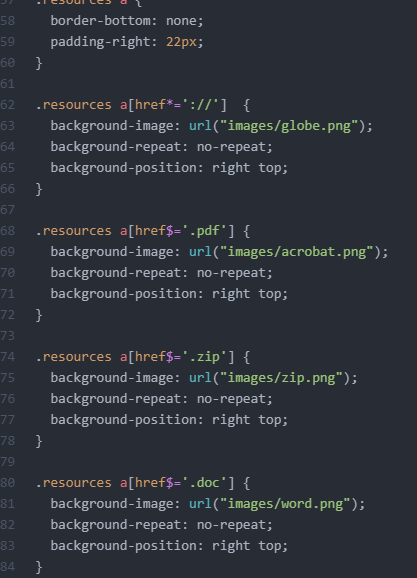 57 .resources a {
58 border-bottom: none;
59 padding-right: 22px;
60 }
61
62 .resources a[href*='://']  {
63 background-image: url("images/globe.png");
64 background-repeat: no-repeat;
65 background-position: right top;
66 }
67
68 .resources a[href$='.pdf'] {
69 background-image: url("images/acrobat.png");
70 background-repeat: no-repeat;
71 background-position: right top;
72 }
73
74 .resources a[href$='.zip'] {
75 background-image: url("images/zip.png");
76 background-repeat: no-repeat;
77 background-position: right top;
78 }
79
80 .resources a[href$='.doc'] {
81 background-image: url("images/word.png");
82 background-repeat: no-repeat;
83 background-position: right top;
84 }